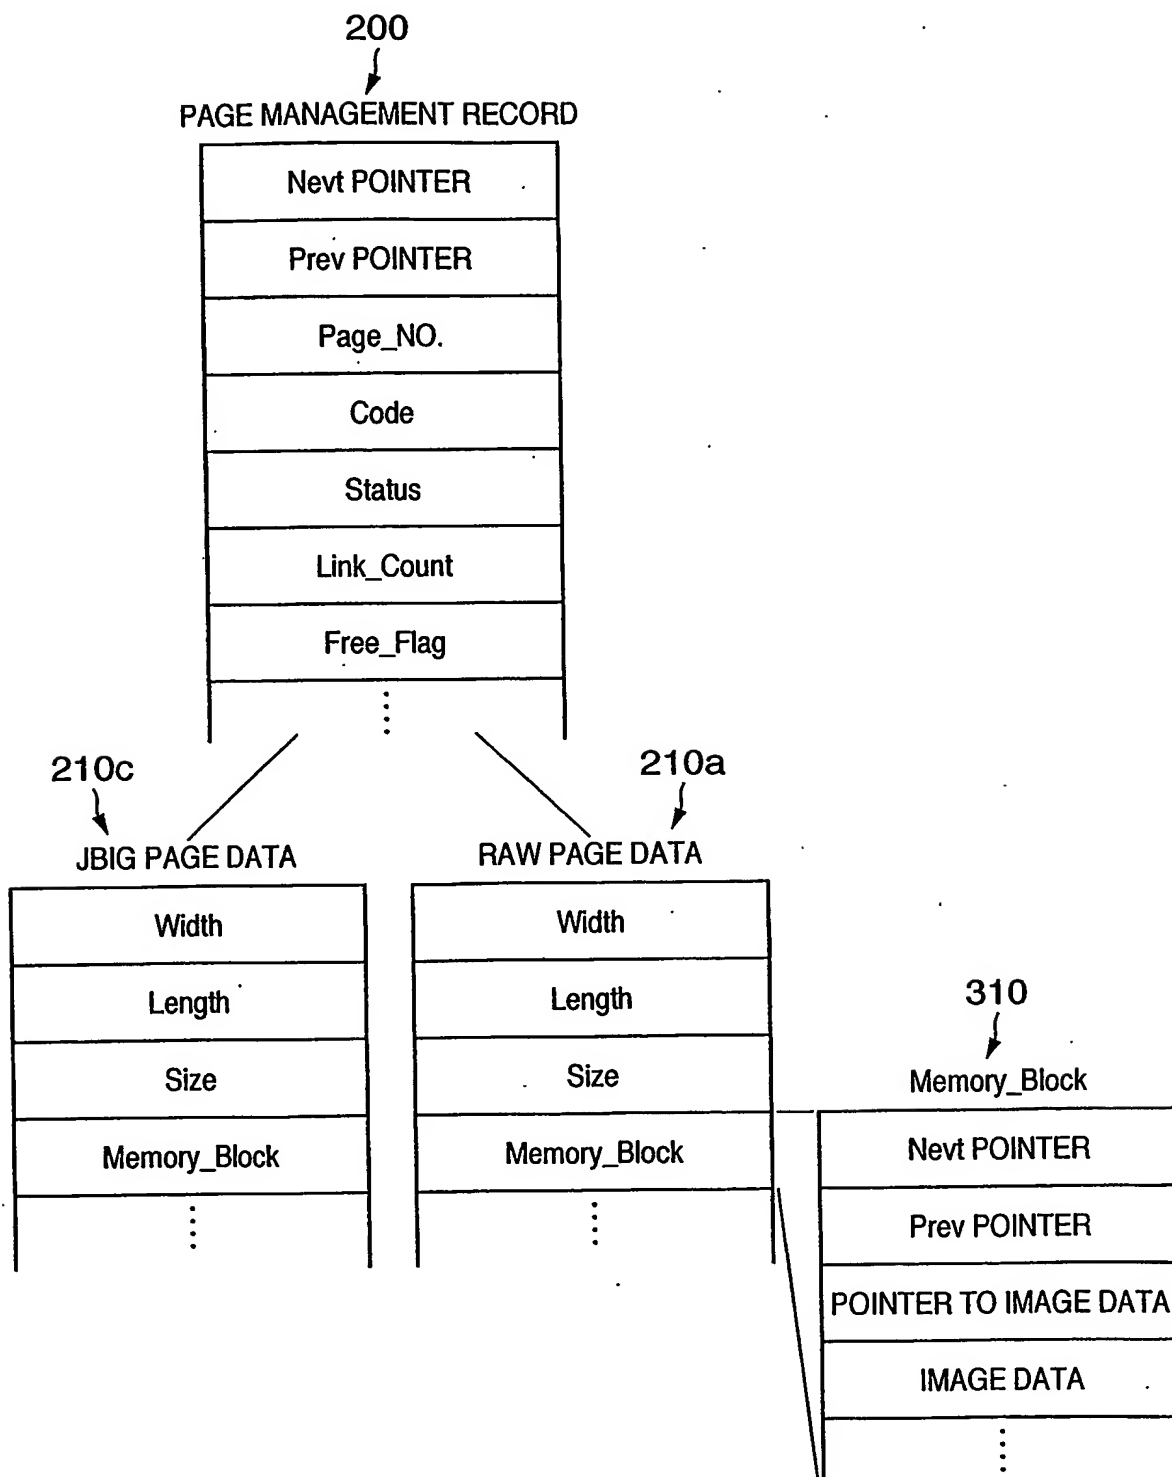 200
PAGE MANAGEMENT RECORD
Nevt POINTER
Prev POINTER
Page_NO.
Code
Status
Link_Count
Free_Flag
210c
JBIG PAGE DATA
Width
Length
Size
Memory_Block
210a
RAW PAGE DATA
Width
Length
Size
Memory_Block
310
Memory_Block
Nevt POINTER
Prev POINTER
POINTER TO IMAGE DATA
IMAGE DATA